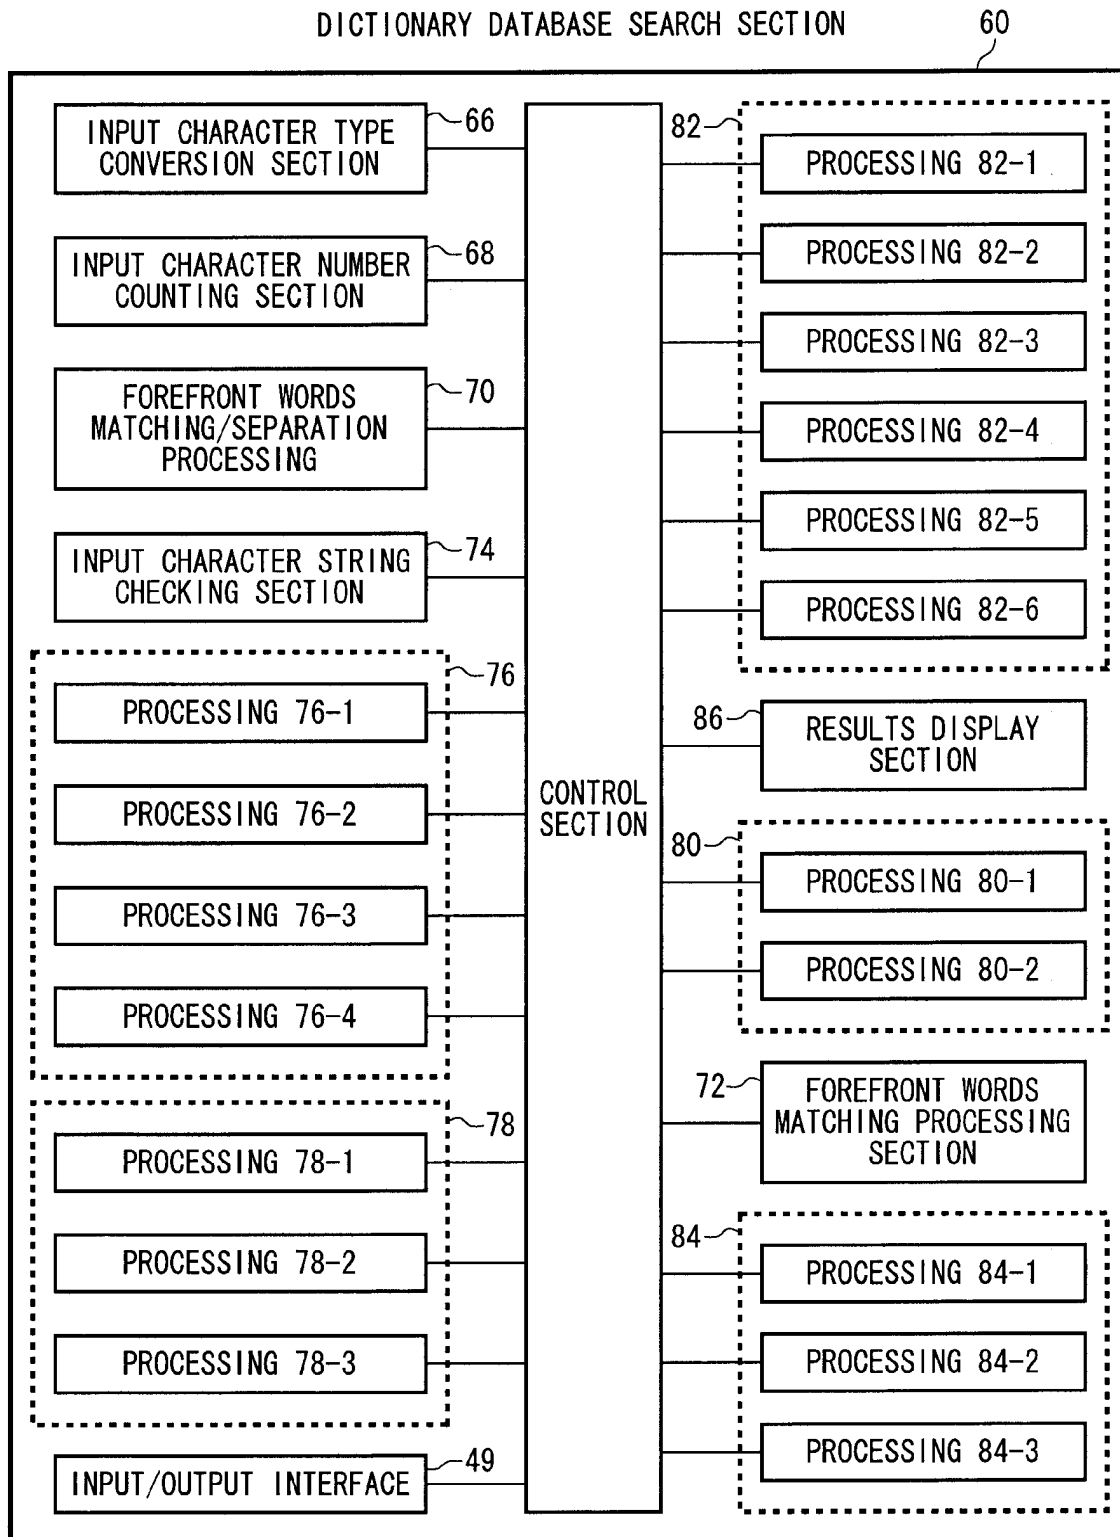 DICTIONARY DATABASE SEARCH SECTION
60
INPUT CHARACTER TYPE
CONVERSION SECTION
66
INPUT CHARACTER NUMBER
COUNTING SECTION
68
FOREFRONT WORDS
MATCHING/SEPARATION
PROCESSING
70
INPUT CHARACTER STRING
CHECKING SECTION
74
76
PROCESSING 76-1
PROCESSING 76-2
PROCESSING 76-3
PROCESSING 76-4
78
PROCESSING 78-1
PROCESSING 78-2
PROCESSING 78-3
INPUT/OUTPUT INTERFACE
49
CONTROL
SECTION
82
PROCESSING 82-1
PROCESSING 82-2
PROCESSING 82-3
PROCESSING 82-4
PROCESSING 82-5
PROCESSING 82-6
86
RESULTS DISPLAY
SECTION
80
PROCESSING 80-1
PROCESSING 80-2
72
FOREFRONT WORDS
MATCHING PROCESSING
SECTION
84
PROCESSING 84-1
PROCESSING 84-2
PROCESSING 84-3